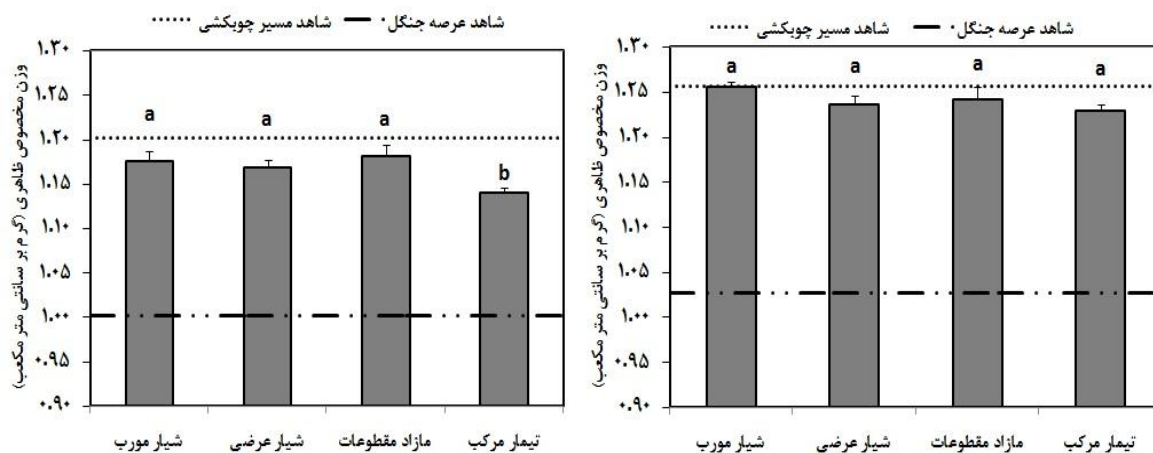 شاهد عرصه جنگل شاهد مسیر چوبکشی
وزن مخصوص ظاهری (گرم بر سانتی متر مکعب)
۱.۳۰
۱.۲۵
۱.۲۰
۱.۱۵
۱.۱۰
۱.۰۵
۱.۰۰
۰.۹۵
۰.۹۰
a a a b
شیار مورب شیار عرضی مازاد مقطوعات تیمار مرکب
شاهد عرصه جنگل شاهد مسیر چوبکشی
وزن مخصوص ظاهری (گرم بر سانتی متر مکعب)
۱.۳۰
۱.۲۵
۱.۲۰
۱.۱۵
۱.۱۰
۱.۰۵
۱.۰۰
۰.۹۵
۰.۹۰
a a a a
شیار مورب شیار عرضی مازاد مقطوعات تیمار مرکب